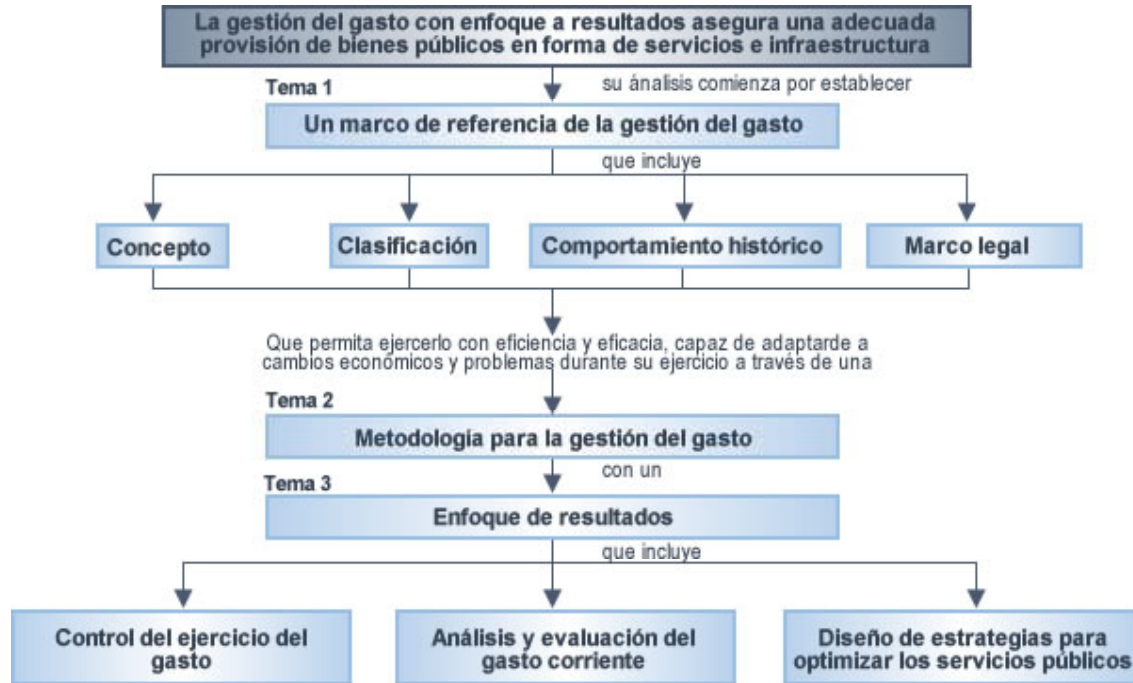 La gestión del gasto con enfoque a resultados asegura una adecuada
provisión de bienes públicos en forma de servicios e infraestructura
su ánalisis comienza por establecer
Tema 1
Un marco de referencia de la gestión del gasto
que incluye
Concepto
Clasificación
Comportamiento histórico
Marco legal
Que permita ejercerlo con eficiencia y eficacia, capaz de adaptarde a
cambios económicos y problemas durante su ejercicio a través de una
Tema 2
Metodología para la gestión del gasto
con un
Tema 3
Enfoque de resultados
que incluye
Control del ejercicio del
gasto
Análisis y evaluación del
gasto corriente
Diseño de estrategias para
optimizar los servicios públicos